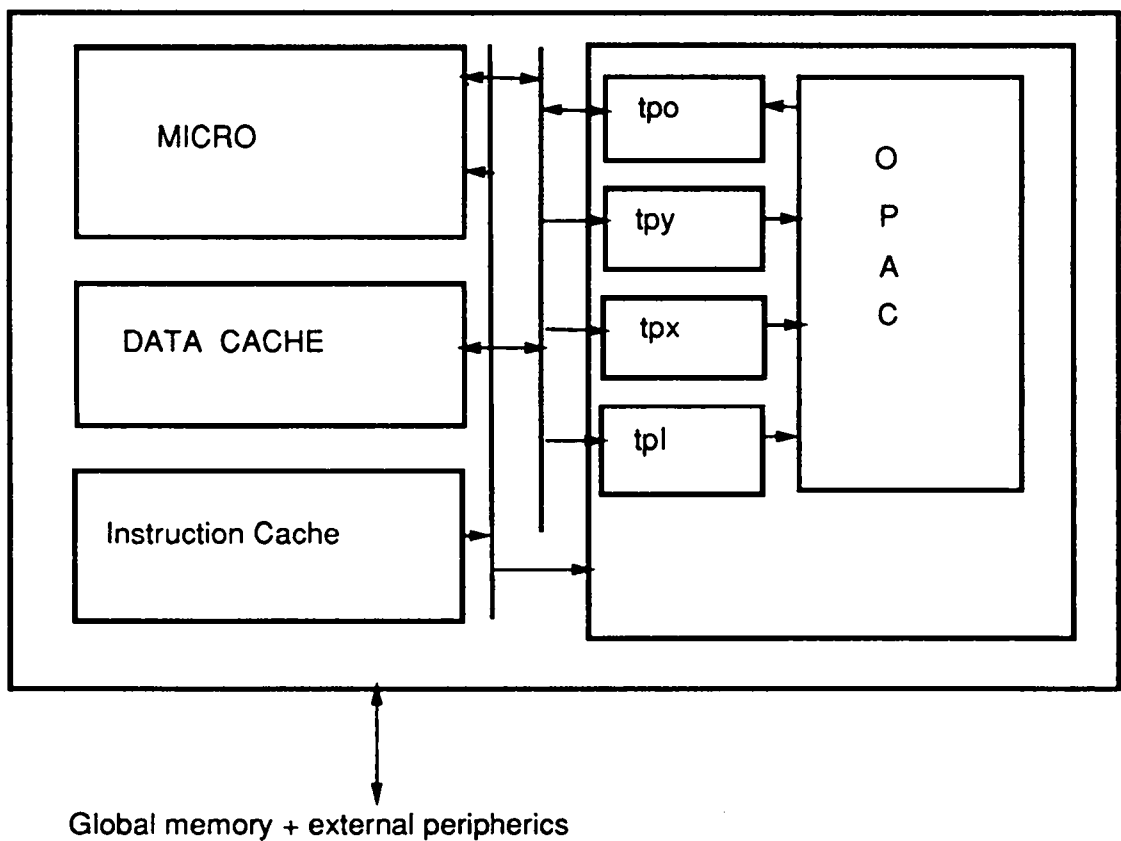 MICRO
DATA CACHE
Instruction Cache
tpo
tpy
tpx
tpl
O
P
A
C
Global memory + external peripherics